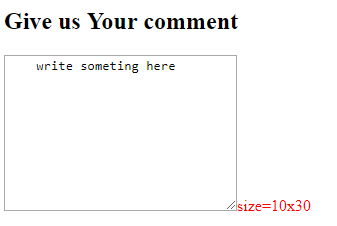 Give us Your comment
write someting here
size=10x30